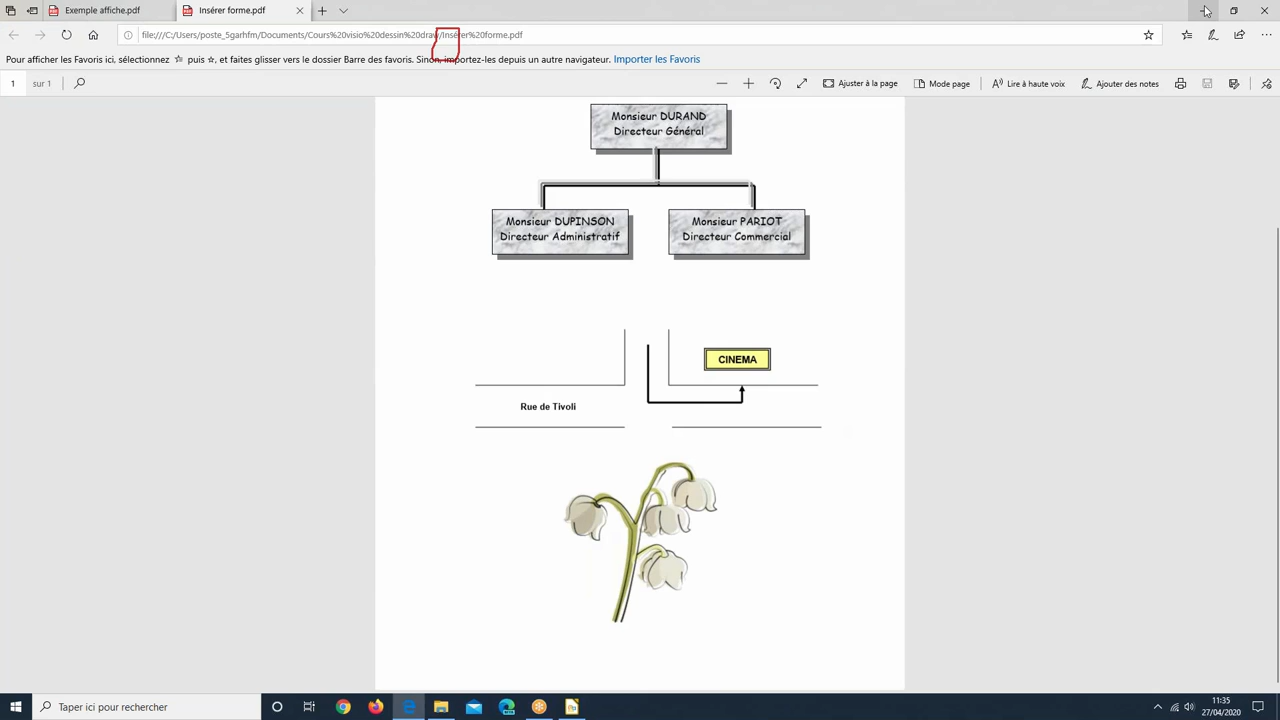 Exemple affiche.pdf
Insérer forme.pdf
file:///C:/Users/poste_5garhfm/Documents/Cours%20visio%20dessin%20draw/Insérer%20forme.pdf
Pour afficher les Favoris ici, sélectionnez puis, et faites glisser vers le dossier Barre des favoris. Sinon, importez-les depuis un autre navigateur. Importer les Favoris
1 sur 1 Ajuster à la page Mode page Lire à haute voix Ajouter des notes
Monsieur DURAND
Directeur Général
Monsieur DUPINSON
Directeur Administratif
Monsieur PARIOT
Directeur Commercial
CINEMA
Rue de Tivoli
Taper ici pour rechercher
11:35
27/04/2020